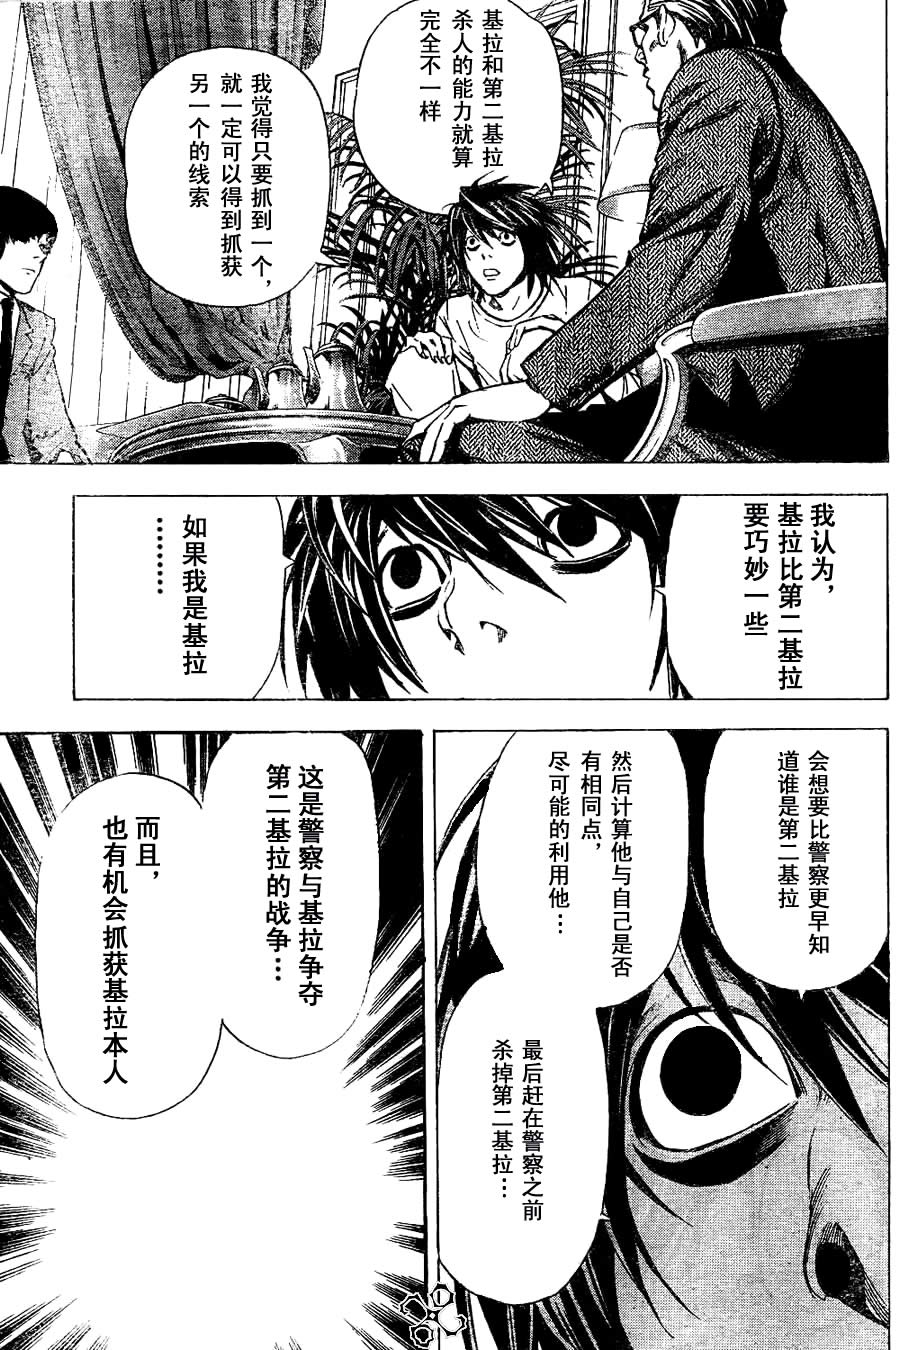 基拉和第二基拉
杀人的能力就算
完全不一样
我觉得只要抓到一个，
就一定可以得到抓获
另一个的线索
我认为，
基拉比第二基拉
要巧妙一些
如果我是基拉
………
会想要比警察更早知
道谁是第二基拉
然后计算他与自己是否
有相同点，
尽可能的利用他…
最后赶在警察之前
杀掉第二基拉…
这是警察与基拉争夺
第二基拉的战争…
而且，
也有机会抓获基拉本人